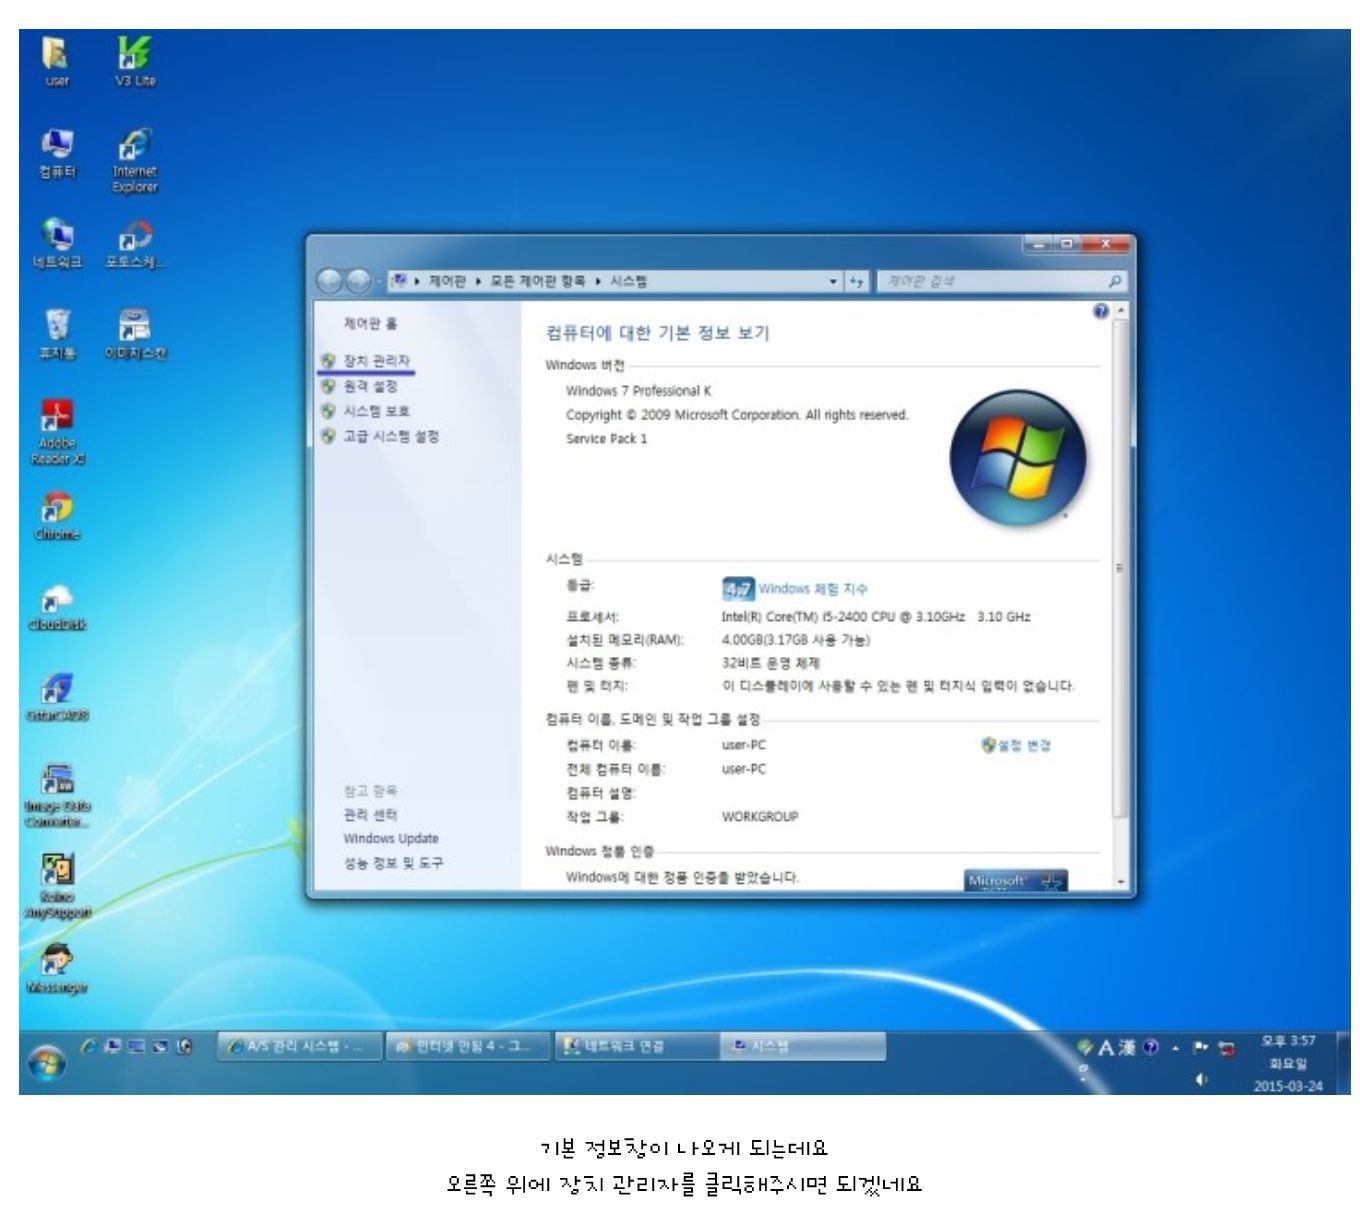 user
V3 Lite
컴퓨터
Internet
Explorer
네트워크
포토스케...
휴지통
이미지스캔
Adobe
Reader XI
Chrome
cloudDisk
Image Data
Converter...
Koino
AnySupport
Messenger
제어판 ▸ 모든 제어판 항목 ▸ 시스템
제어판 검색
제어판 홈
장치 관리자
원격 설정
시스템 보호
고급 시스템 설정
참고 항목
관리 센터
Windows Update
성능 정보 및 도구
컴퓨터에 대한 기본 정보 보기
Windows 버전
Windows 7 Professional K
Copyright © 2009 Microsoft Corporation. All rights reserved.
Service Pack 1
시스템
등급: 4.7 Windows 체험 지수
프로세서: Intel(R) Core(TM) i5-2400 CPU @ 3.10GHz 3.10 GHz
설치된 메모리(RAM): 4.00GB(3.17GB 사용 가능)
시스템 종류: 32비트 운영 체제
펜 및 터치: 이 디스플레이에 사용할 수 있는 펜 및 터치식 입력이 없습니다.
컴퓨터 이름, 도메인 및 작업 그룹 설정
컴퓨터 이름: user-PC 설정 변경
전체 컴퓨터 이름: user-PC
컴퓨터 설명:
작업 그룹: WORKGROUP
Windows 정품 인증
Windows에 대한 정품 인증을 받았습니다.
Microsoft
A/S 관리 시스템 - ...
인터넷 안됨 4 - 그...
네트워크 연결
시스템
A 漢
오후 3:57
화요일
2015-03-24
기본 정보창이 나오게 되는데요
오른쪽 위에 장치 관리자를 클릭해주시면 되겠네요